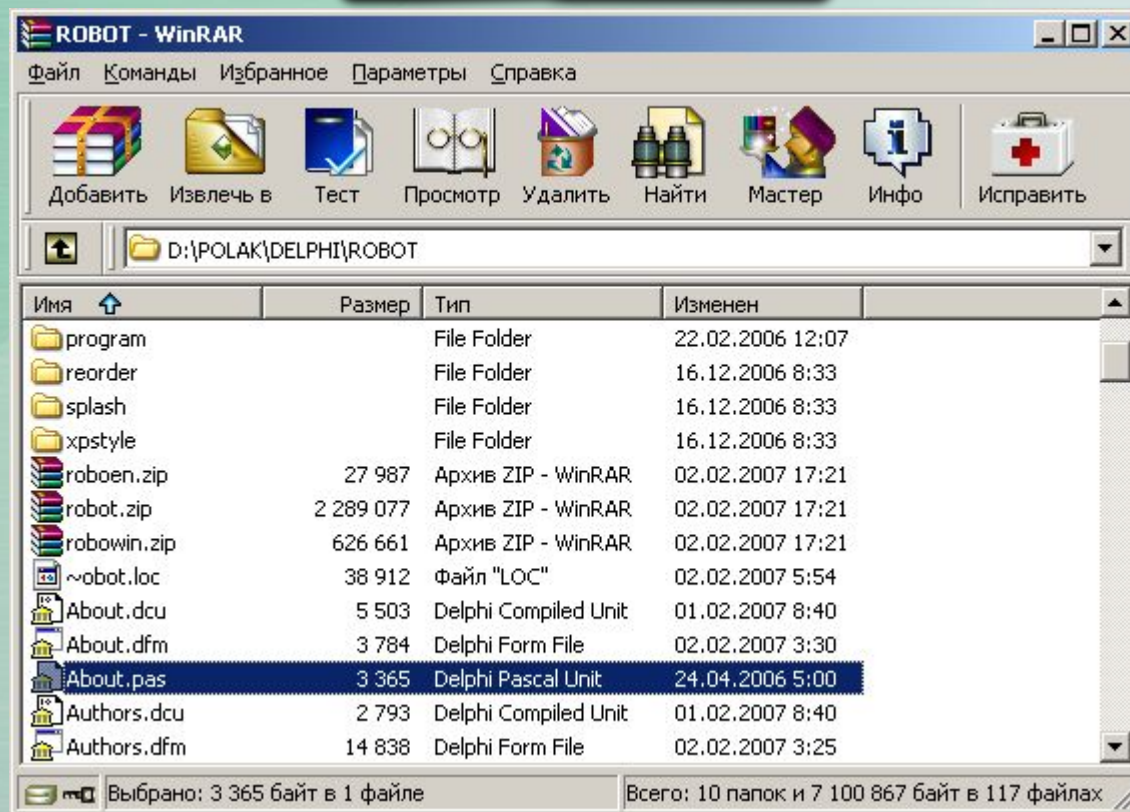 ROBOT - WinRAR
Файл Команды Избранное Параметры Справка
Добавить Извлечь в Тест Просмотр Удалить Найти Мастер Инфо Исправить
D:\POLAK\DELPHI\ROBOT
Имя Размер Тип Изменен
program File Folder 22.02.2006 12:07
reorder File Folder 16.12.2006 8:33
splash File Folder 16.12.2006 8:33
xpstyle File Folder 16.12.2006 8:33
roboen.zip 27 987 Архив ZIP - WinRAR 02.02.2007 17:21
robot.zip 2 289 077 Архив ZIP - WinRAR 02.02.2007 17:21
robowin.zip 626 661 Архив ZIP - WinRAR 02.02.2007 17:21
~obot.loc 38 912 Файл "LOC" 02.02.2007 5:54
About.dcu 5 503 Delphi Compiled Unit 01.02.2007 8:40
About.dfm 3 784 Delphi Form File 02.02.2007 3:30
About.pas 3 365 Delphi Pascal Unit 24.04.2006 5:00
Authors.dcu 2 793 Delphi Compiled Unit 01.02.2007 8:40
Authors.dfm 14 838 Delphi Form File 02.02.2007 3:25
Выбрано: 3 365 байт в 1 файле Всего: 10 папок и 7 100 867 байт в 117 файлах